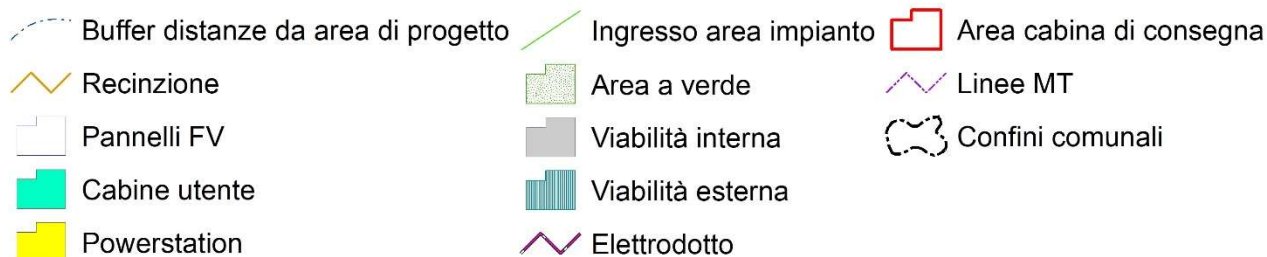 Buffer distanze da area di progetto
Recinzione
Pannelli FV
Cabine utente
Powerstation
Ingresso area impianto
Area a verde
Viabilità interna
Viabilità esterna
Elettrodotto
Area cabina di consegna
Linee MT
Confini comunali